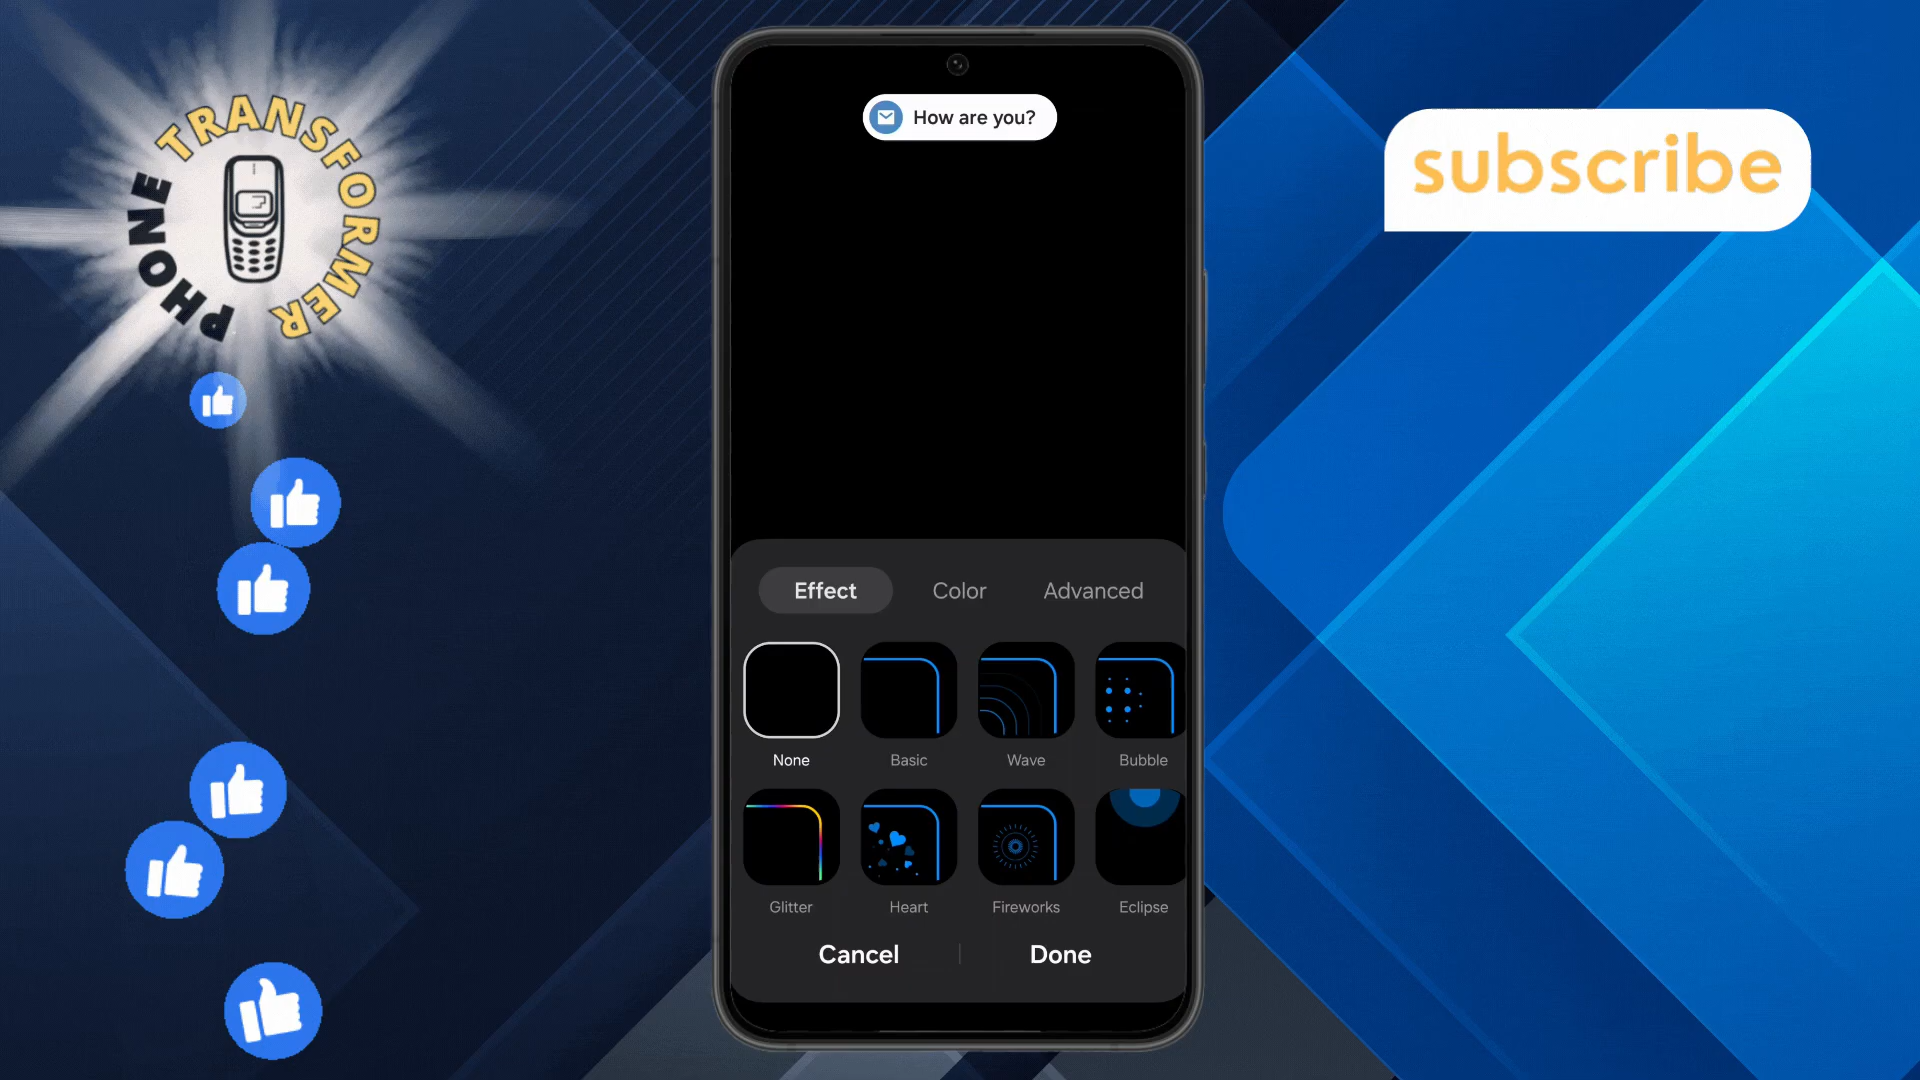 PHONE TRANSFORMER
subscribe
How are you?
Effect Color Advanced
None Basic Wave Bubble
Glitter Heart Fireworks Eclipse
Cancel Done